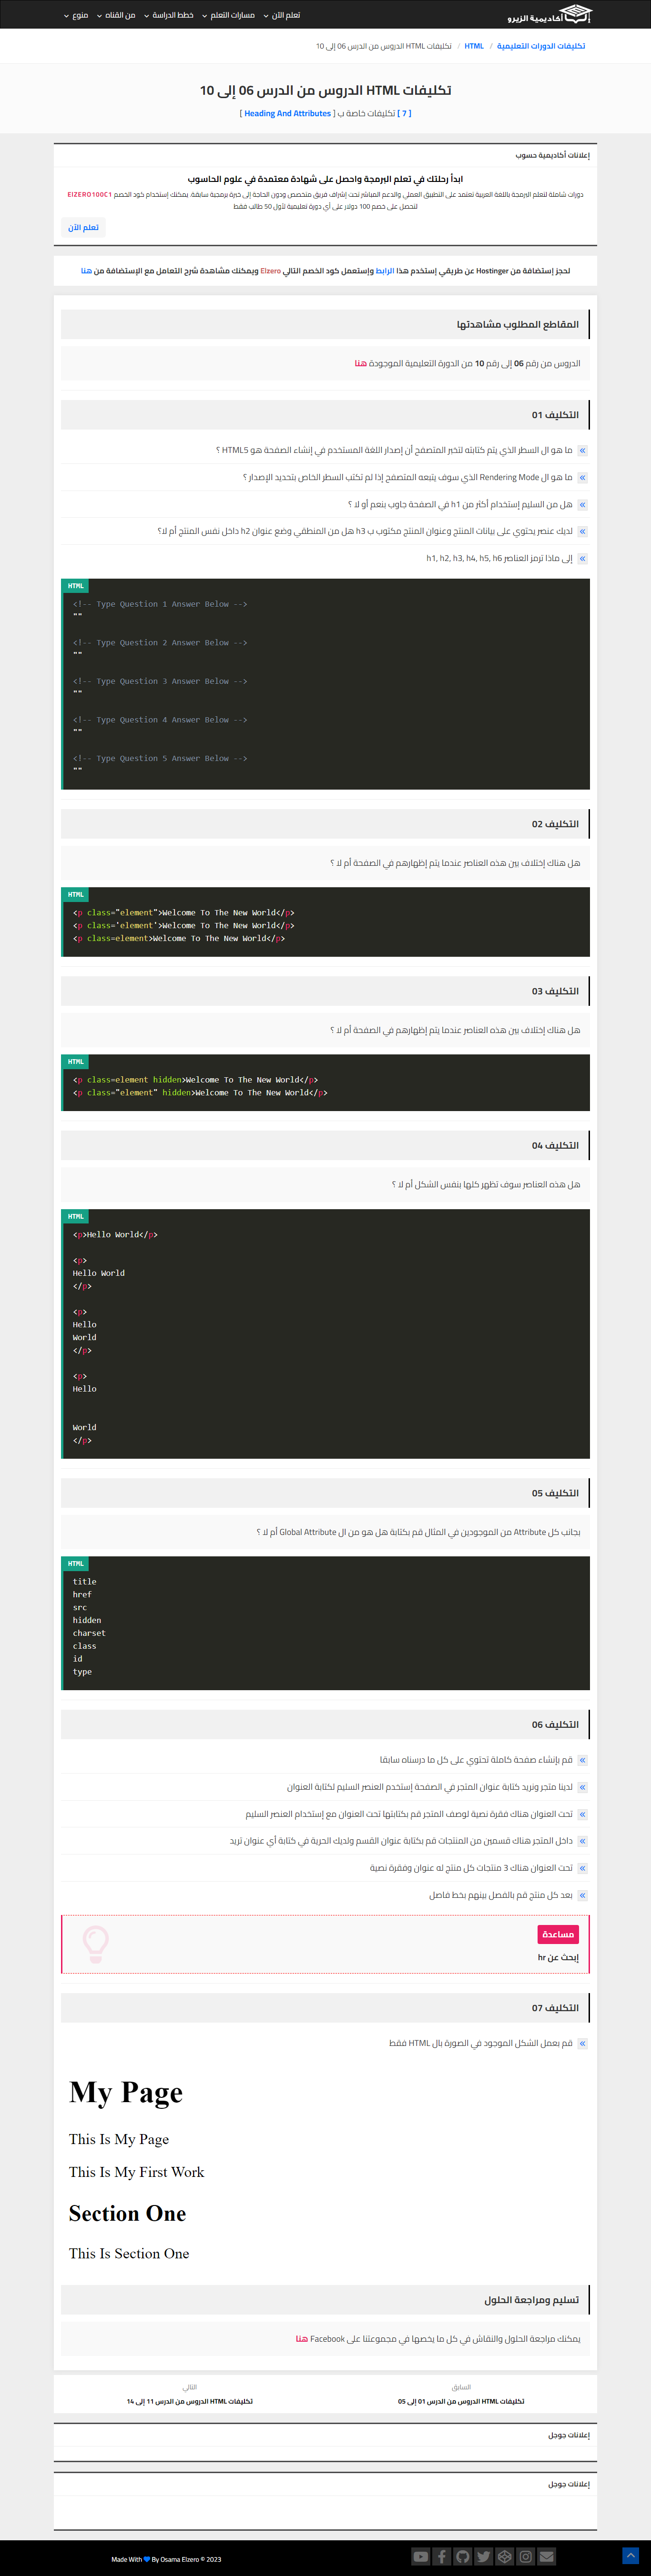 أكاديمية الزيرو
تعلم الآن
مسارات التعلم
خطط الدراسة
من القناه
منوع
تكليفات الدورات التعليمية / HTML / تكليفات HTML الدروس من الدرس 06 إلى 10
تكليفات HTML الدروس من الدرس 06 إلى 10
[ 7 ] تكليفات خاصة ب [ Heading And Attributes ]
إعلانات أكاديمية حسوب
ابدأ رحلتك في تعلم البرمجة واحصل على شهادة معتمدة في علوم الحاسوب
دورات شاملة لتعلم البرمجة باللغة العربية تعتمد على التطبيق العملي والدعم المباشر تحت إشراف فريق متخصص ودون الحاجة إلى خبرة برمجية سابقة. يمكنك إستخدام كود الخصم ElZERO100C1
لتحصل على خصم 100 دولار على أي دورة تعليمية لأول 50 طالب فقط
تعلم الآن
لحجز إستضافة من Hostinger عن طريقي إستخدم هذا الرابط وإستعمل كود الخصم التالي Elzero ويمكنك مشاهدة شرح التعامل مع الإستضافة من هنا
المقاطع المطلوب مشاهدتها
الدروس من رقم 06 إلى رقم 10 من الدورة التعليمية الموجودة هنا
التكليف 01
ما هو ال السطر الذي يتم كتابته لتخبر المتصفح أن إصدار اللغة المستخدم في إنشاء الصفحة هو HTML5 ؟
ما هو ال Rendering Mode الذي سوف يتبعه المتصفح إذا لم تكتب السطر الخاص بتحديد الإصدار ؟
هل من السليم إستخدام أكثر من h1 في الصفحة جاوب بنعم أو لا ؟
لديك عنصر يحتوي على بيانات المنتج وعنوان المنتج مكتوب ب h3 هل من المنطقي وضع عنوان h2 داخل نفس المنتج أم لا؟
إلى ماذا ترمز العناصر h1, h2, h3, h4, h5, h6
HTML
<!-- Type Question 1 Answer Below -->
""
<!-- Type Question 2 Answer Below -->
""
<!-- Type Question 3 Answer Below -->
""
<!-- Type Question 4 Answer Below -->
""
<!-- Type Question 5 Answer Below -->
""
التكليف 02
هل هناك إختلاف بين هذه العناصر عندما يتم إظهارهم في الصفحة أم لا ؟
HTML
<p class="element">Welcome To The New World</p>
<p class='element'>Welcome To The New World</p>
<p class=element>Welcome To The New World</p>
التكليف 03
هل هناك إختلاف بين هذه العناصر عندما يتم إظهارهم في الصفحة أم لا ؟
HTML
<p class=element hidden>Welcome To The New World</p>
<p class="element" hidden>Welcome To The New World</p>
التكليف 04
هل هذه العناصر سوف تظهر كلها بنفس الشكل أم لا ؟
HTML
<p>Hello World</p>
<p>
Hello World
</p>
<p>
Hello
World
</p>
<p>
Hello
World
</p>
التكليف 05
بجانب كل Attribute من الموجودين في المثال قم بكتابة هل هو من ال Global Attribute أم لا ؟
HTML
title
href
src
hidden
charset
class
id
type
التكليف 06
قم بإنشاء صفحة كاملة تحتوي على كل ما درسناه سابقا
لدينا متجر ونريد كتابة عنوان المتجر في الصفحة إستخدم العنصر السليم لكتابة العنوان
تحت العنوان هناك فقرة نصية لوصف المتجر قم بكتابتها تحت العنوان مع إستخدام العنصر السليم
داخل المتجر هناك قسمين من المنتجات قم بكتابة عنوان القسم ولديك الحرية في كتابة أي عنوان تريد
تحت العنوان هناك 3 منتجات كل منتج له عنوان وفقرة نصية
بعد كل منتج قم بالفصل بينهم بخط فاصل
مساعدة
إبحث عن hr
التكليف 07
قم بعمل الشكل الموجود في الصورة بال HTML فقط
My Page
This Is My Page
This Is My First Work
Section One
This Is Section One
تسليم ومراجعة الحلول
يمكنك مراجعة الحلول والنقاش في كل ما يخصها في مجموعتنا على Facebook هنا
السابق
تكليفات HTML الدروس من الدرس 01 إلى 05
التالي
تكليفات HTML الدروس من الدرس 11 إلى 14
إعلانات جوجل
إعلانات جوجل
Made With By Osama Elzero © 2023